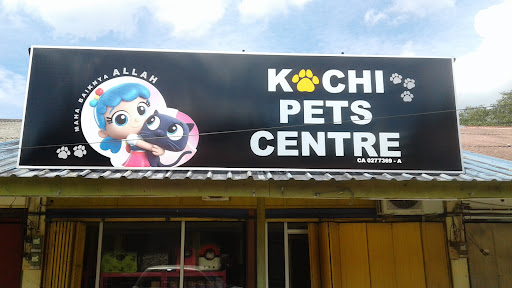 MAHA BAIKNYA ALLAH
KOCHI
PETS
CENTRE
CA 0277369 - A